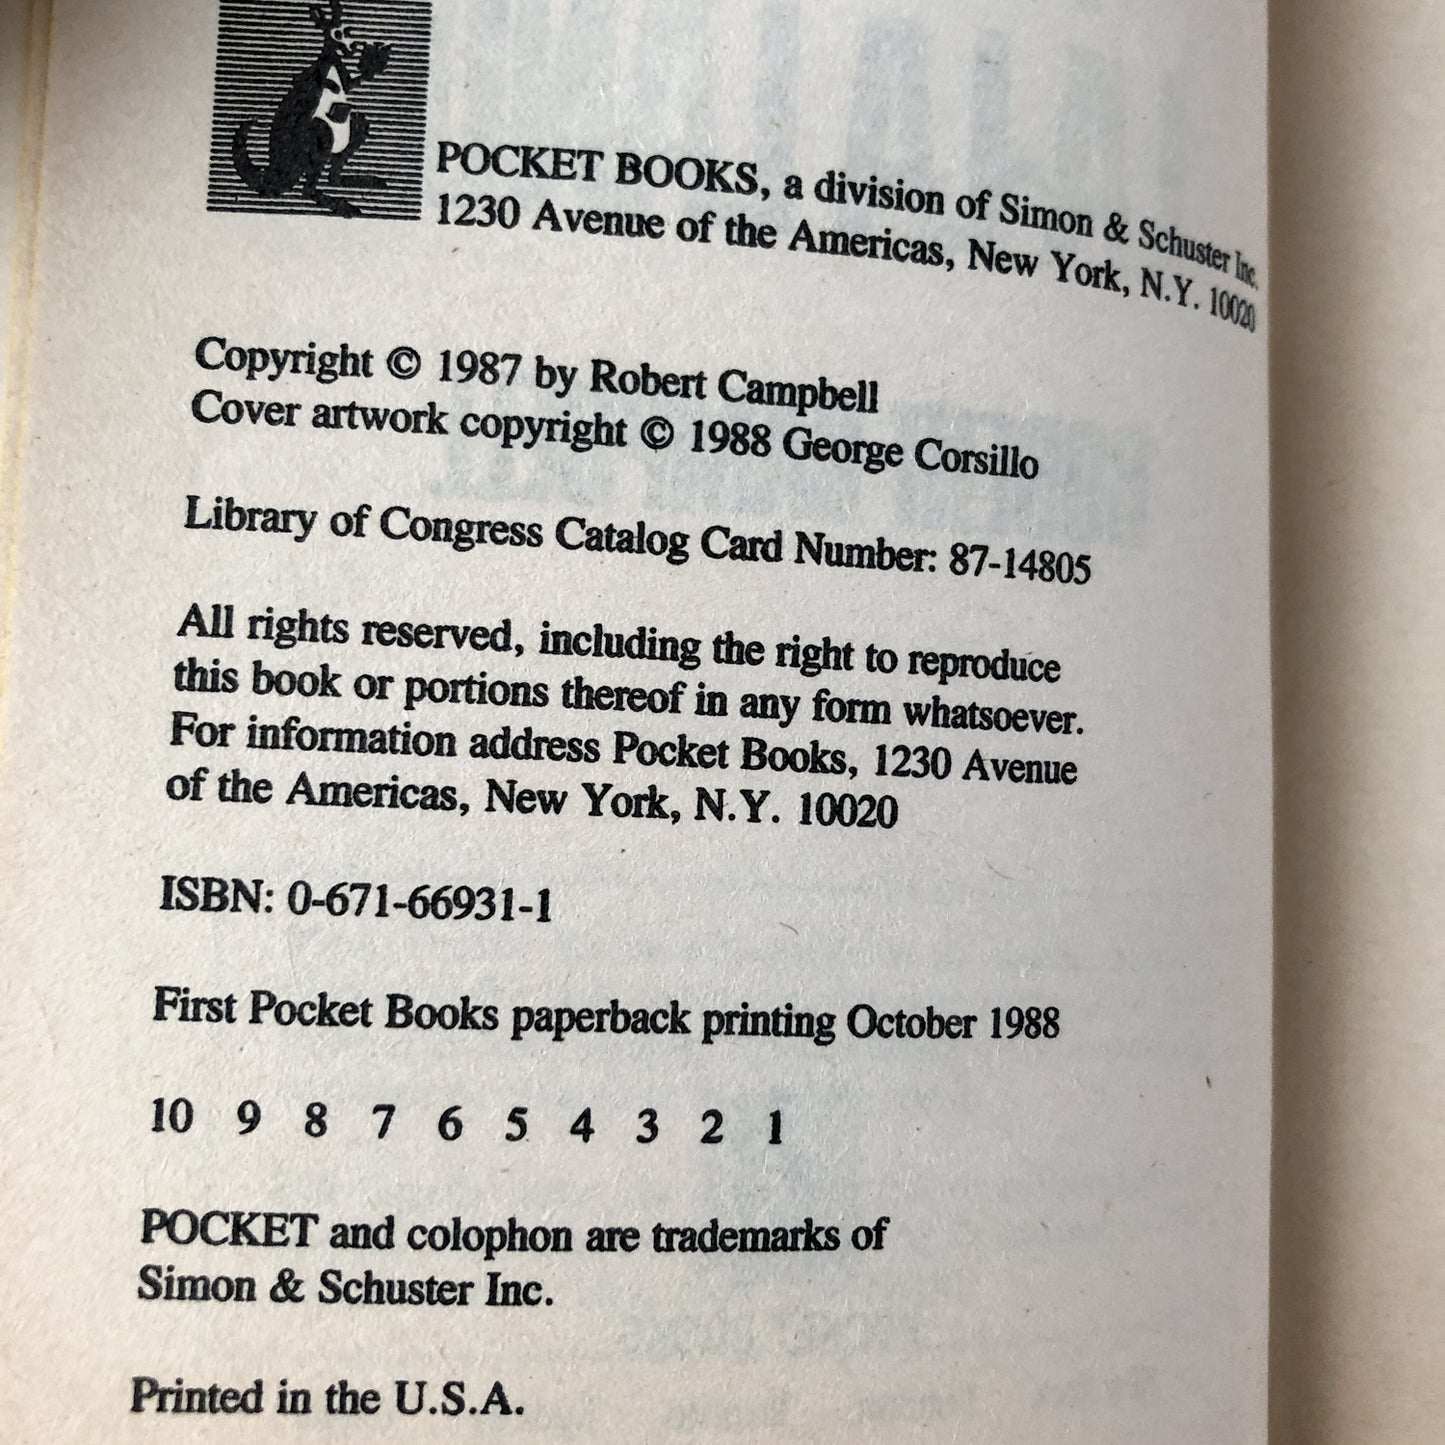 POCKET BOOKS, a division of Simon & Schuster Inc.
1230 Avenue of the Americas, New York, N.Y. 10020
Copyright © 1987 by Robert Campbell
Cover artwork copyright © 1988 George Corsillo
Library of Congress Catalog Card Number: 87-14805
All rights reserved, including the right to reproduce
this book or portions thereof in any form whatsoever.
For information address Pocket Books, 1230 Avenue
of the Americas, New York, N.Y. 10020
ISBN: 0-671-66931-1
First Pocket Books paperback printing October 1988
10 9 8 7 6 5 4 3 2 1
POCKET and colophon are trademarks of
Simon & Schuster Inc.
Printed in the U.S.A.